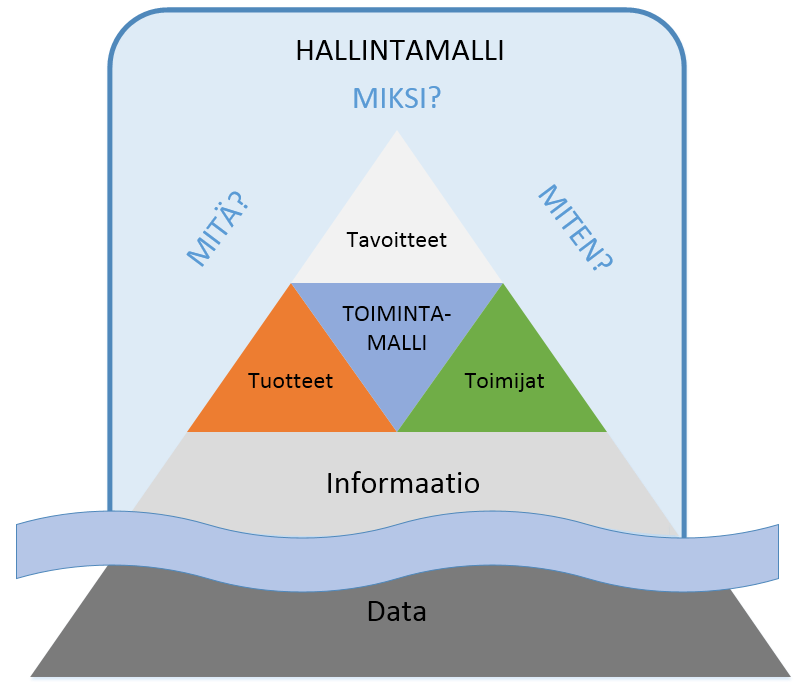 HALLINTAMALLI
MIKSI?
MITÄ?
MITEN?
Tavoitteet
TOIMINTA-
MALLI
Tuotteet
Toimijat
Informaatio
Data